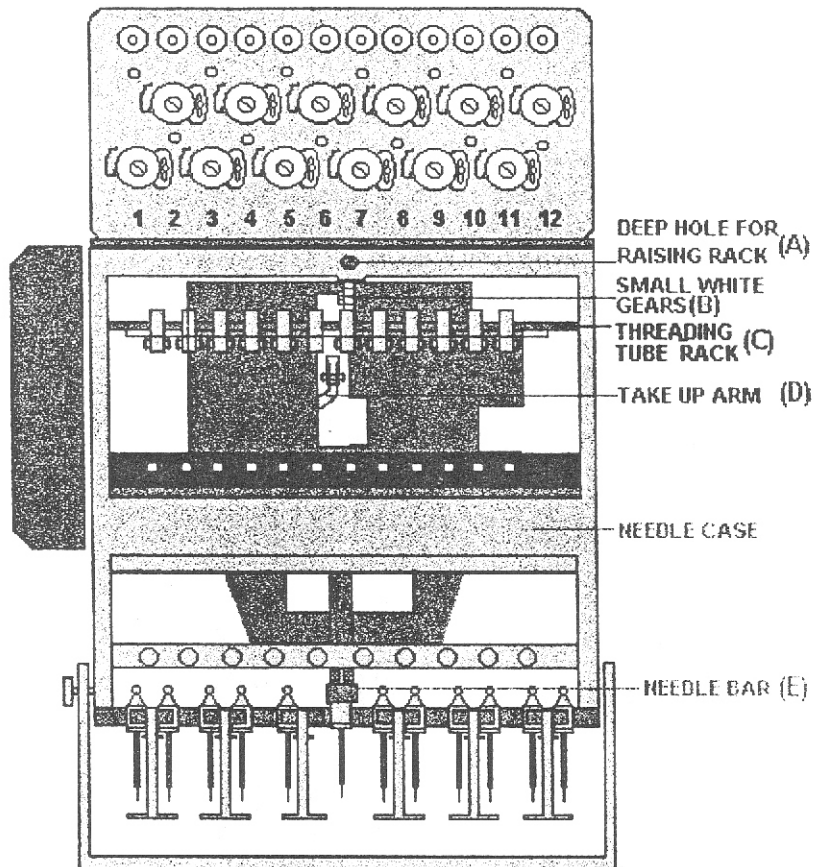 1 2 3 4 5 6 7 8 9 10 11 12
DEEP HOLE FOR
RAISING RACK (A)
SMALL WHITE
GEARS (B)
THREADING
TUBE RACK (C)
TAKE UP ARM (D)
NEEDLE CASE
NEEDLE BAR (E)